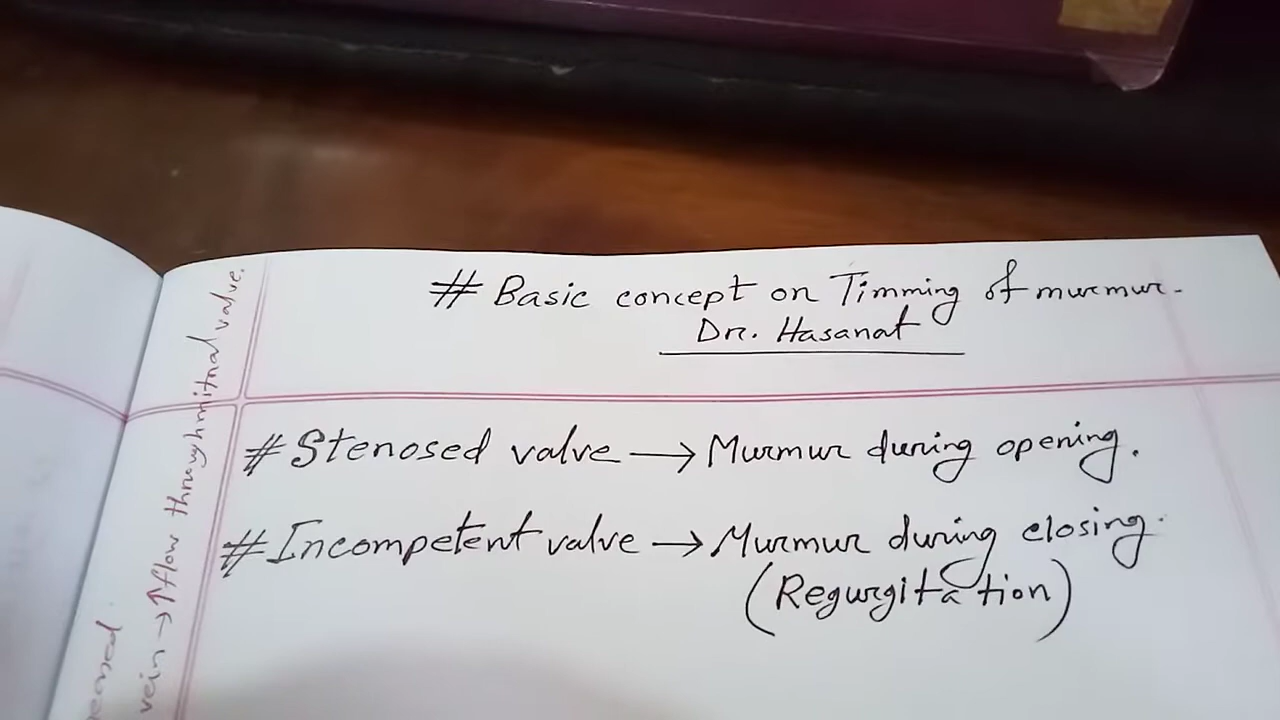 # Basic concept on Timming of murmur.
Dr. Hasanat
# Stenosed valve → Murmur during opening.
# Incompetent valve → Murmur during closing.
(Regurgitation)
vein → ↑flow through mitral valve.